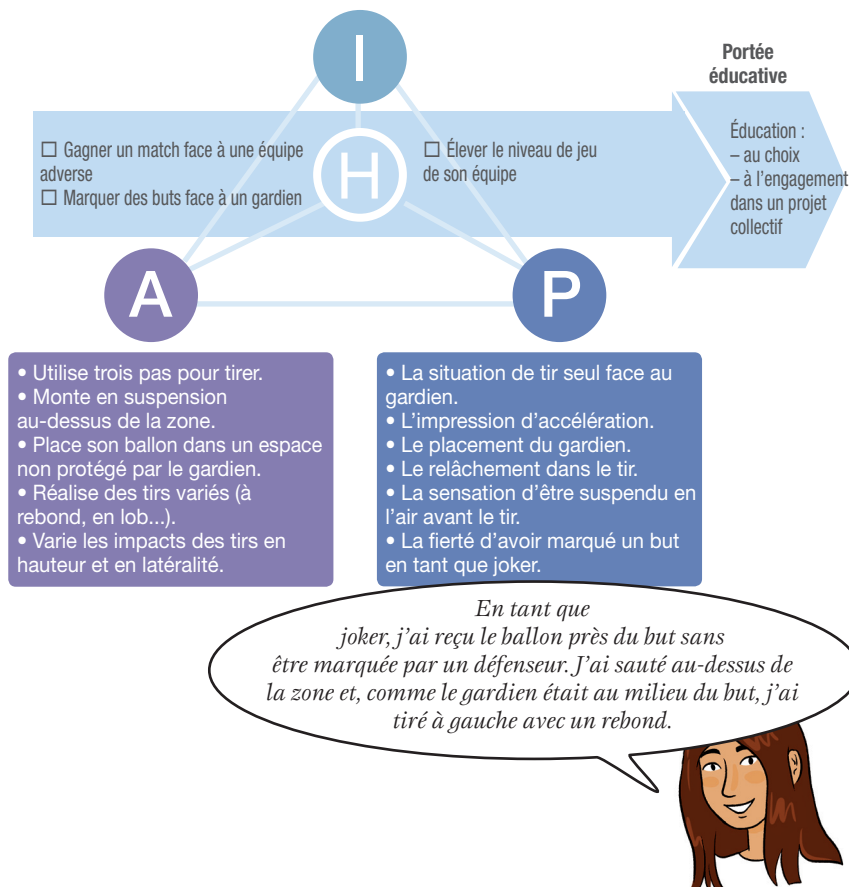 I
Portée
éducative
☐ Gagner un match face à une équipe
adverse
☐ Marquer des buts face à un gardien
H
☐ Élever le niveau de jeu
de son équipe
Éducation :
– au choix
– à l'engagement
dans un projet
collectif
A
P
• Utilise trois pas pour tirer.
• Monte en suspension
au-dessus de la zone.
• Place son ballon dans un espace
non protégé par le gardien.
• Réalise des tirs variés (à
rebond, en lob...).
• Varie les impacts des tirs en
hauteur et en latéralité.
• La situation de tir seul face au
gardien.
• L'impression d'accélération.
• Le placement du gardien.
• Le relâchement dans le tir.
• La sensation d'être suspendu en
l'air avant le tir.
• La fierté d'avoir marqué un but
en tant que joker.
En tant que
joker, j'ai reçu le ballon près du but sans
être marquée par un défenseur. J'ai sauté au-dessus de
la zone et, comme le gardien était au milieu du but, j'ai
tiré à gauche avec un rebond.